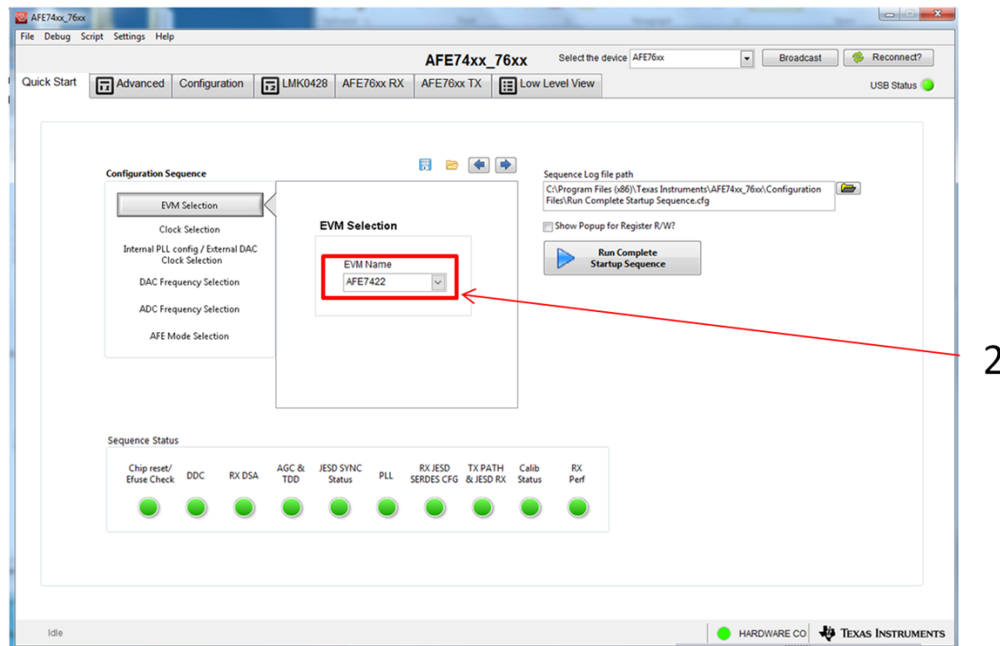 AFE74xx_76xx
File Debug Script Settings Help
AFE74xx_76xx
Select the device AFE76xx
Broadcast
Reconnect?
Quick Start
Advanced
Configuration
LMK0428
AFE76xx RX
AFE76xx TX
Low Level View
USB Status
Configuration Sequence
EVM Selection
Clock Selection
Internal PLL config / External DAC
Clock Selection
DAC Frequency Selection
ADC Frequency Selection
AFE Mode Selection
EVM Selection
EVM Name
AFE7422
Sequence Log file path
C:\Program Files (x86)\Texas Instruments\AFE74xx_76xx\Configuration
Files\Run Complete Startup Sequence.cfg
Show Popup for Register R/W?
Run Complete
Startup Sequence
2
Sequence Status
Chip reset/
Efuse Check
DDC
RX DSA
AGC &
TDD
JESD SYNC
Status
PLL
RX JESD
SERDES CFG
TX PATH
& JESD RX
Calib
Status
RX
Perf
Idle
HARDWARE CO
TEXAS INSTRUMENTS